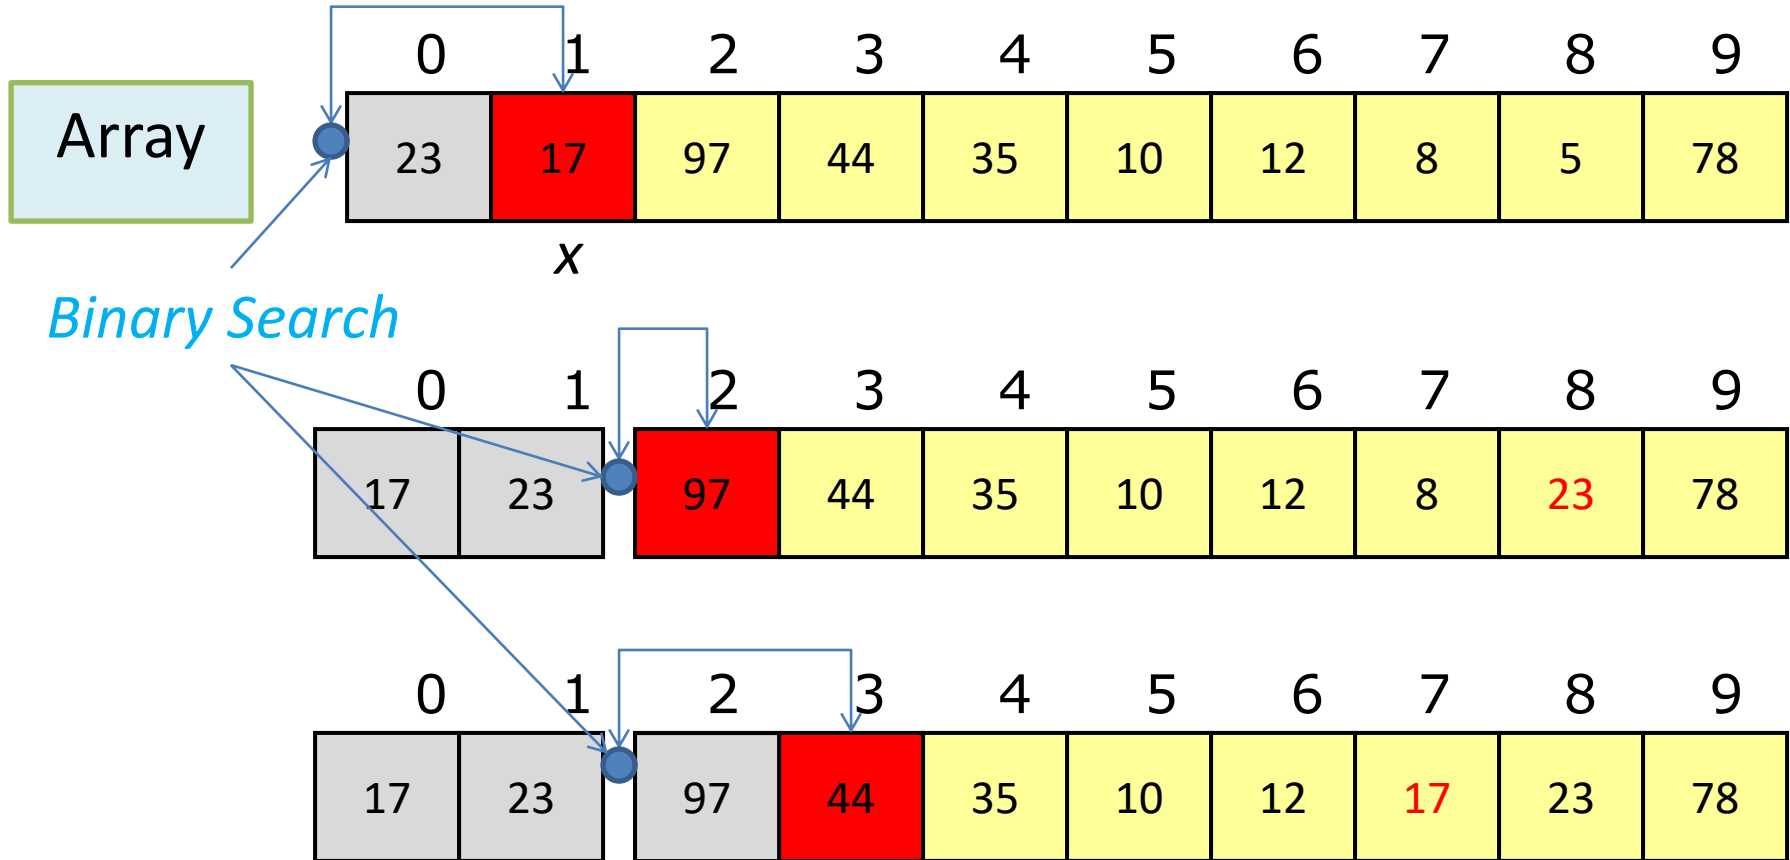 0 1 2 3 4 5 6 7 8 9
Array
23 17 97 44 35 10 12 8 5 78
x
Binary Search
0 1 2 3 4 5 6 7 8 9
17 23 97 44 35 10 12 8 23 78
0 1 2 3 4 5 6 7 8 9
17 23 97 44 35 10 12 17 23 78